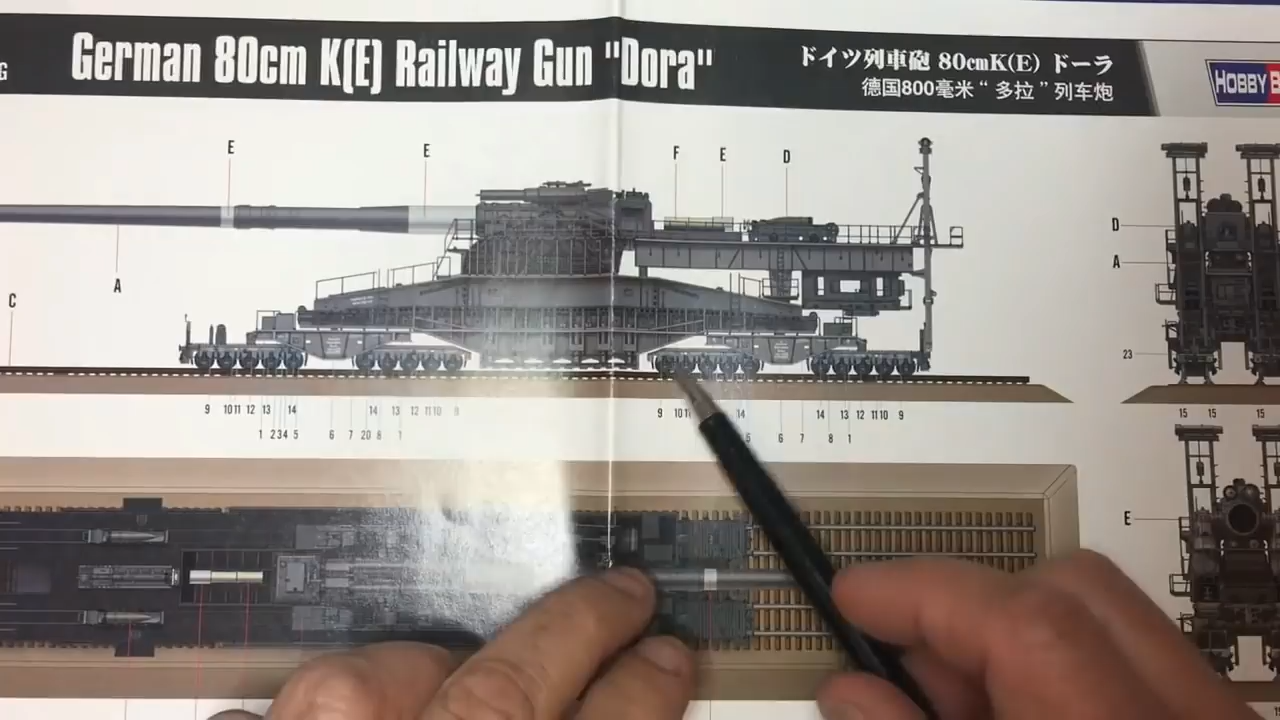 G
German 80cm K(E) Railway Gun "Dora"
ドイツ列車砲 80cmK(E) ドーラ
德国800毫米“多拉”列车炮
HOBBY B
E E F E D
A
C
D
A
23
9 10 11 12 13 14 14 13 12 11 10 9 14 14 13 12 11 10 9
1 2 3 4 5 6 7 20 8 1 6 7 8 1
15 15 15 15
E